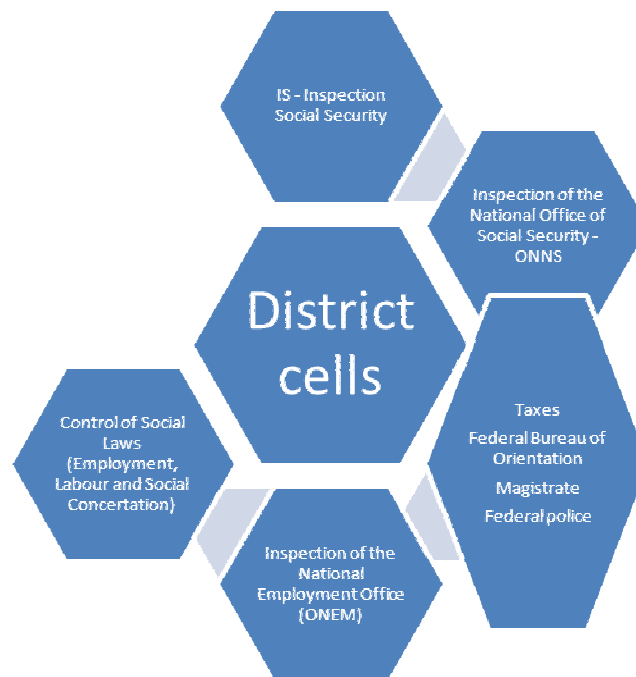 IS - Inspection
Social Security
Inspection of the
National Office of
Social Security -
ONNS
District
cells
Taxes
Federal Bureau of
Orientation
Magistrate
Federal police
Control of Social
Laws
(Employment,
Labour and Social
Concertation)
Inspection of the
National
Employment Office
(ONEM)